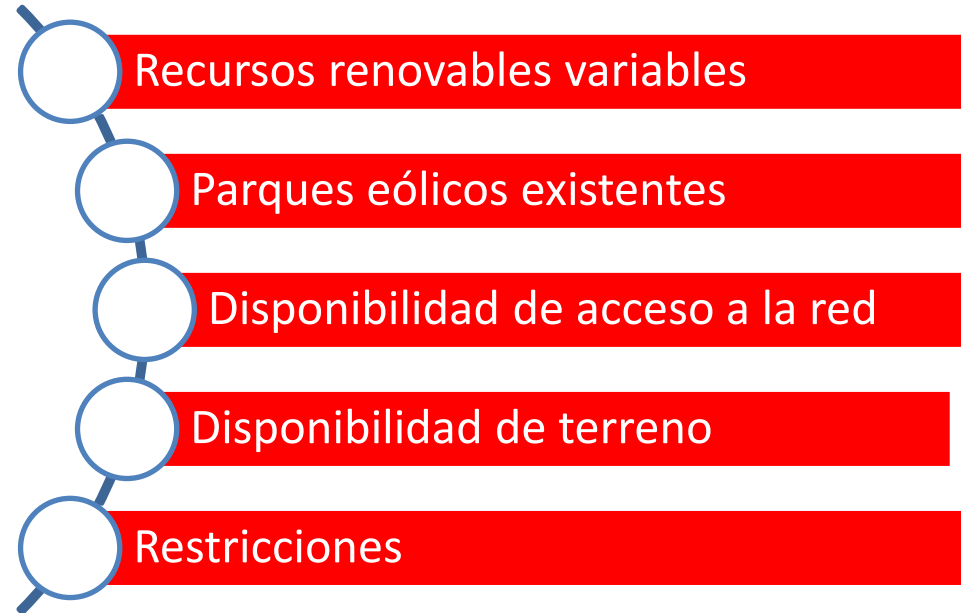 Recursos renovables variables
Parques eólicos existentes
Disponibilidad de acceso a la red
Disponibilidad de terreno
Restricciones